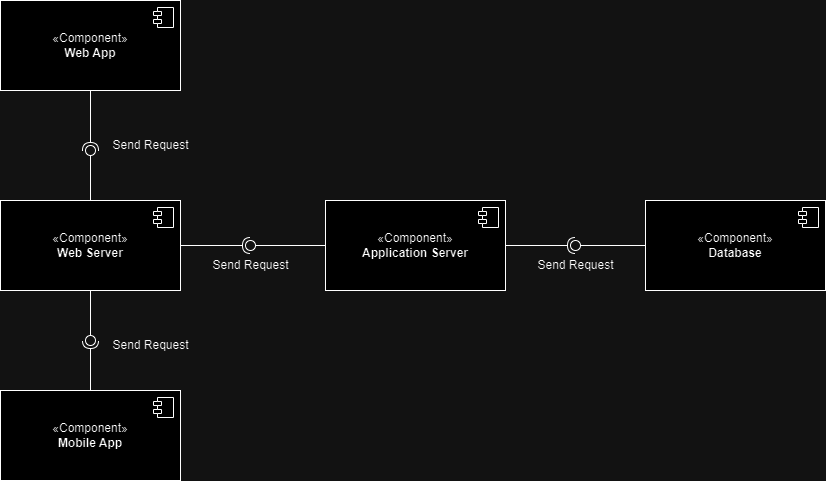 «Component»
Web App
Send Request
«Component»
Web Server
Send Request
«Component»
Application Server
Send Request
«Component»
Database
Send Request
«Component»
Mobile App